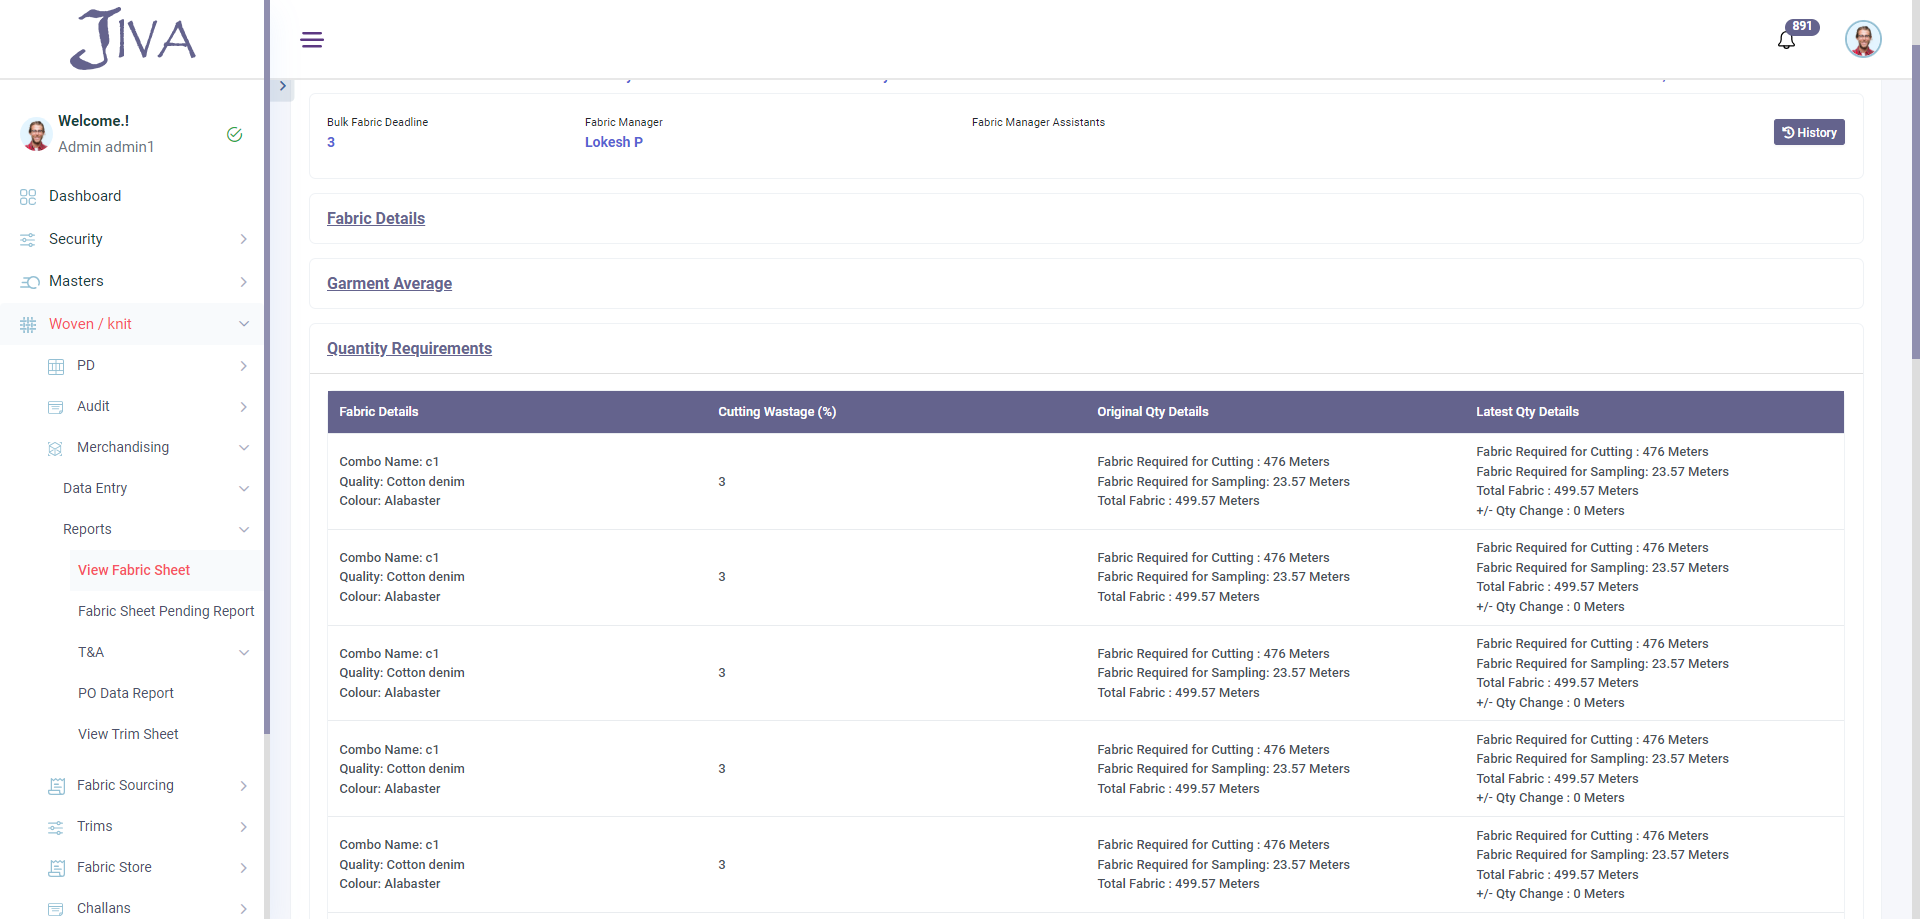 JIVA
891
Welcome.!
Admin admin1
Dashboard
Security
Masters
Woven / knit
PD
Audit
Merchandising
Data Entry
Reports
View Fabric Sheet
Fabric Sheet Pending Report
T&A
PO Data Report
View Trim Sheet
Fabric Sourcing
Trims
Fabric Store
Challans
Bulk Fabric Deadline
3
Fabric Manager
Lokesh P
Fabric Manager Assistants
History
Fabric Details
Garment Average
Quantity Requirements
Fabric Details Cutting Wastage (%) Original Qty Details Latest Qty Details
Combo Name: c1
Quality: Cotton denim
Colour: Alabaster
3
Fabric Required for Cutting : 476 Meters
Fabric Required for Sampling: 23.57 Meters
Total Fabric : 499.57 Meters
Fabric Required for Cutting : 476 Meters
Fabric Required for Sampling: 23.57 Meters
Total Fabric : 499.57 Meters
+/- Qty Change : 0 Meters
Combo Name: c1
Quality: Cotton denim
Colour: Alabaster
3
Fabric Required for Cutting : 476 Meters
Fabric Required for Sampling: 23.57 Meters
Total Fabric : 499.57 Meters
Fabric Required for Cutting : 476 Meters
Fabric Required for Sampling: 23.57 Meters
Total Fabric : 499.57 Meters
+/- Qty Change : 0 Meters
Combo Name: c1
Quality: Cotton denim
Colour: Alabaster
3
Fabric Required for Cutting : 476 Meters
Fabric Required for Sampling: 23.57 Meters
Total Fabric : 499.57 Meters
Fabric Required for Cutting : 476 Meters
Fabric Required for Sampling: 23.57 Meters
Total Fabric : 499.57 Meters
+/- Qty Change : 0 Meters
Combo Name: c1
Quality: Cotton denim
Colour: Alabaster
3
Fabric Required for Cutting : 476 Meters
Fabric Required for Sampling: 23.57 Meters
Total Fabric : 499.57 Meters
Fabric Required for Cutting : 476 Meters
Fabric Required for Sampling: 23.57 Meters
Total Fabric : 499.57 Meters
+/- Qty Change : 0 Meters
Combo Name: c1
Quality: Cotton denim
Colour: Alabaster
3
Fabric Required for Cutting : 476 Meters
Fabric Required for Sampling: 23.57 Meters
Total Fabric : 499.57 Meters
Fabric Required for Cutting : 476 Meters
Fabric Required for Sampling: 23.57 Meters
Total Fabric : 499.57 Meters
+/- Qty Change : 0 Meters